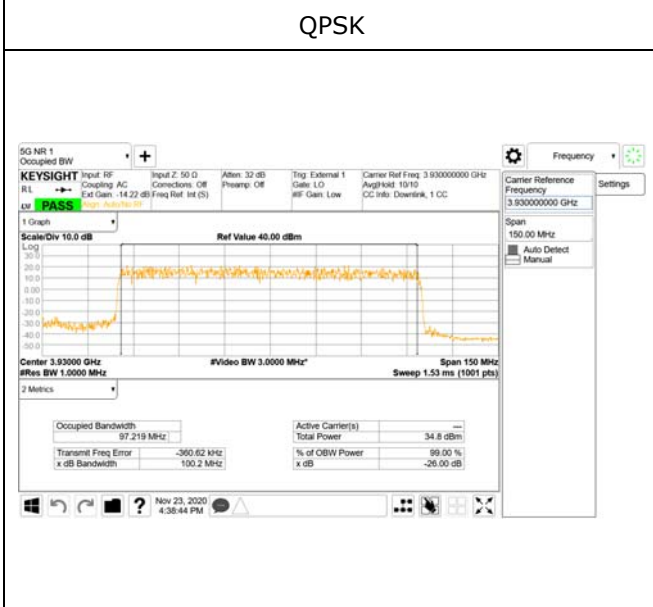 QPSK
5G NR 1
Occupied BW
Frequency
KEYSIGHT
RL
PASS
Input: RF
Coupling: AC
Ext Gain: -14.22 dB
Align: Auto/No RF
Input Z: 50 Ω
Corrections: Off
Freq Ref: Int (S)
Atten: 32 dB
Preamp: Off
Trig: External 1
Gate: LO
#IF Gain: Low
Carrier Ref Freq: 3.930000000 GHz
Avg|Hold: 10/10
CC Info: Downlink, 1 CC
Carrier Reference
Frequency
3.930000000 GHz
Settings
Span
150.00 MHz
Auto Detect
Manual
1 Graph
Scale/Div 10.0 dB
Ref Value 40.00 dBm
Log
30.0
20.0
10.0
0.00
-10.0
-20.0
-30.0
-40.0
-50.0
Center 3.93000 GHz
#Video BW 3.0000 MHz*
Span 150 MHz
#Res BW 1.0000 MHz
Sweep 1.53 ms (1001 pts)
2 Metrics
Occupied Bandwidth
97.219 MHz
Active Carrier(s) ---
Total Power 34.8 dBm
Transmit Freq Error -360.62 kHz
x dB Bandwidth 100.2 MHz
% of OBW Power 99.00 %
x dB -26.00 dB
Nov 23, 2020
4:38:44 PM